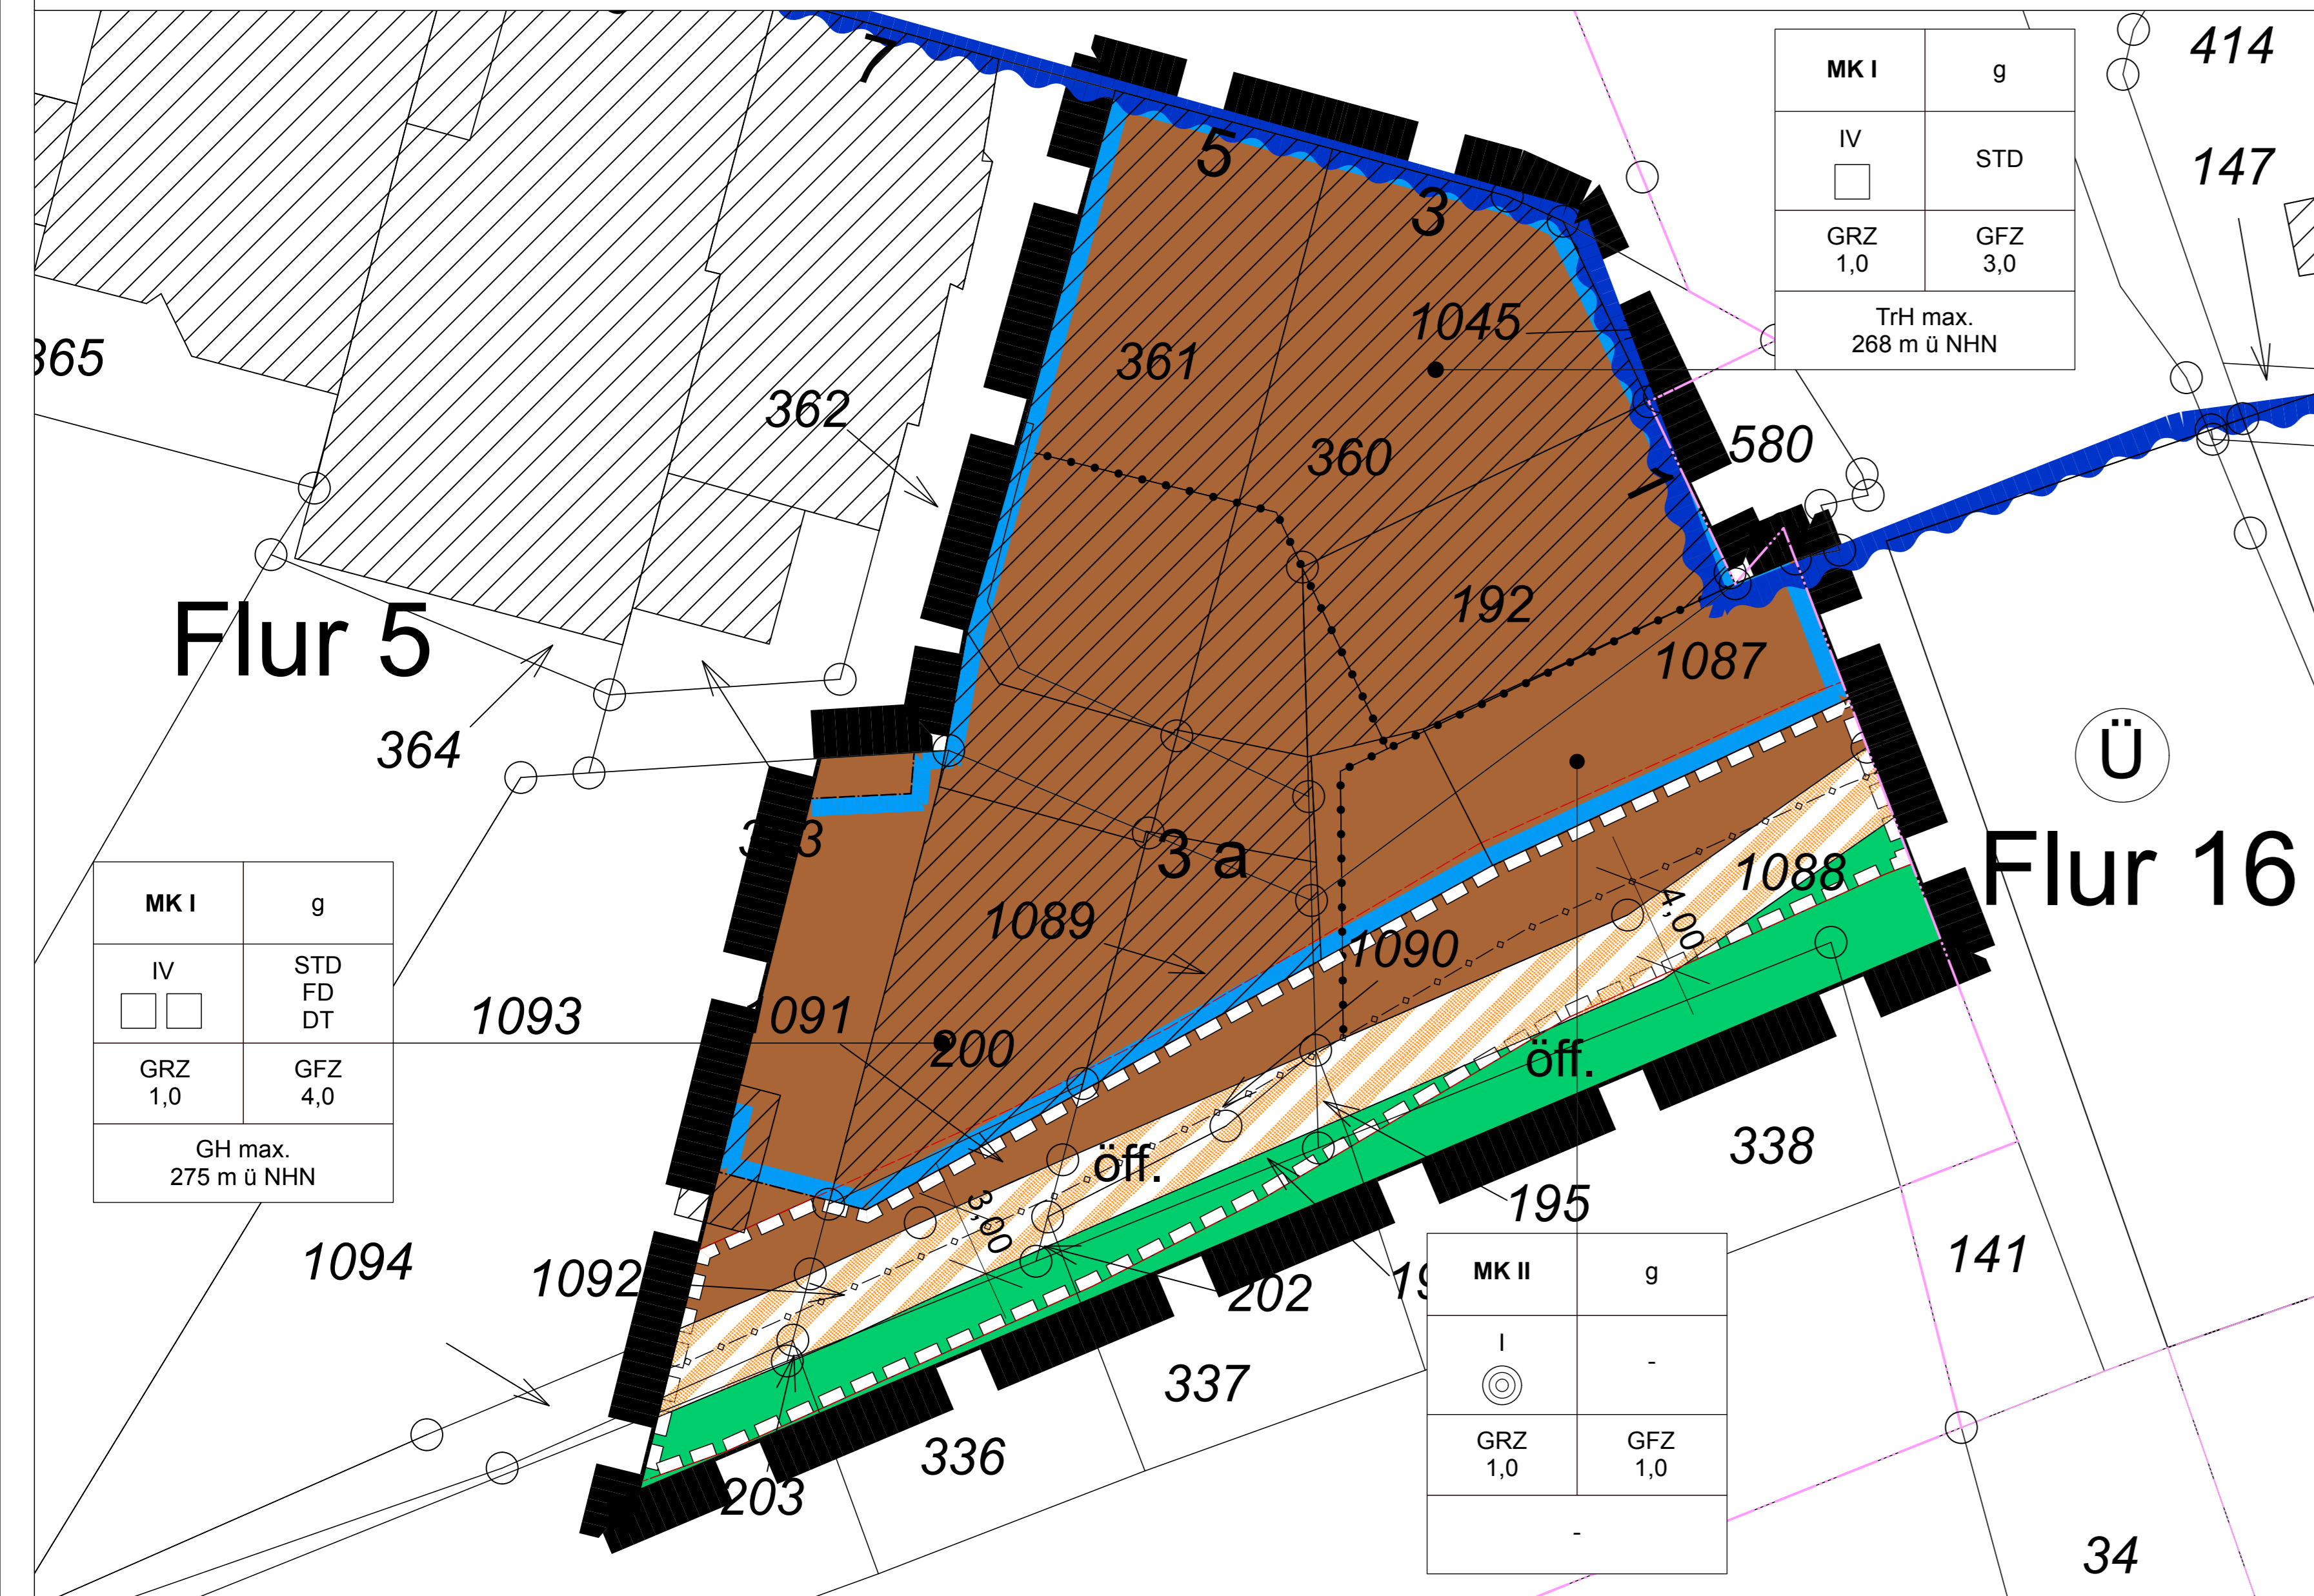 7
5
3
MK I g
IV STD
GRZ GFZ
1,0 3,0
TrH max.
268 m ü NHN
414
147
365
362
361
1045
360
580
1
192
1087
Flur 5
364
Ü
3 a
1088
Flur 16
MK I g
IV STD
FD
DT
GRZ GFZ
1,0 4,0
GH max.
275 m ü NHN
1089
1090
4,00
1093
1091
200
öff.
öff.
3,00
338
195
1094
1092
202
141
337
336
203
MK II g
I -
GRZ GFZ
1,0 1,0
-
34